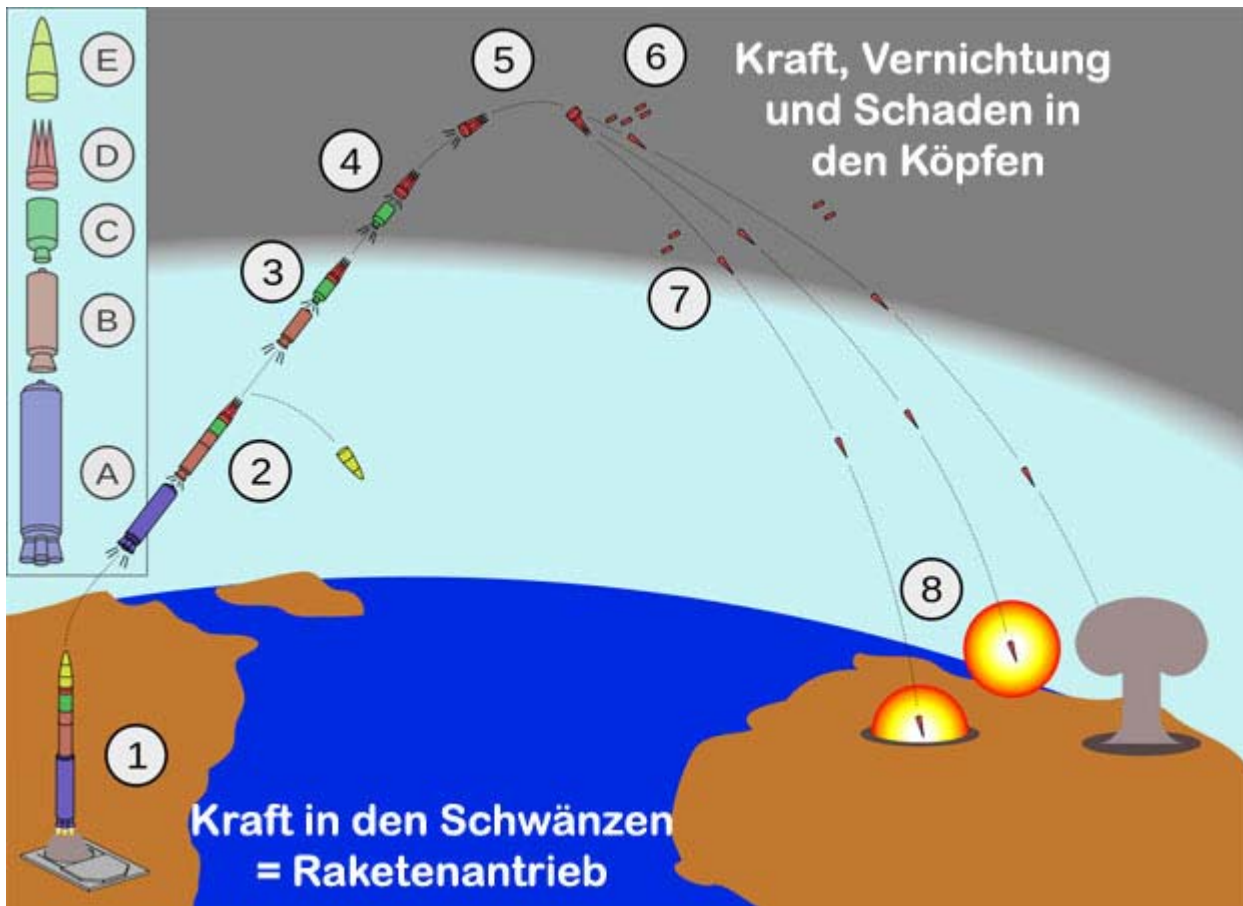 E
D
C
B
A
1
2
3
4
5
6
7
8
Kraft, Vernichtung
und Schaden in
den Köpfen
Kraft in den Schwänzen
= Raketenantrieb